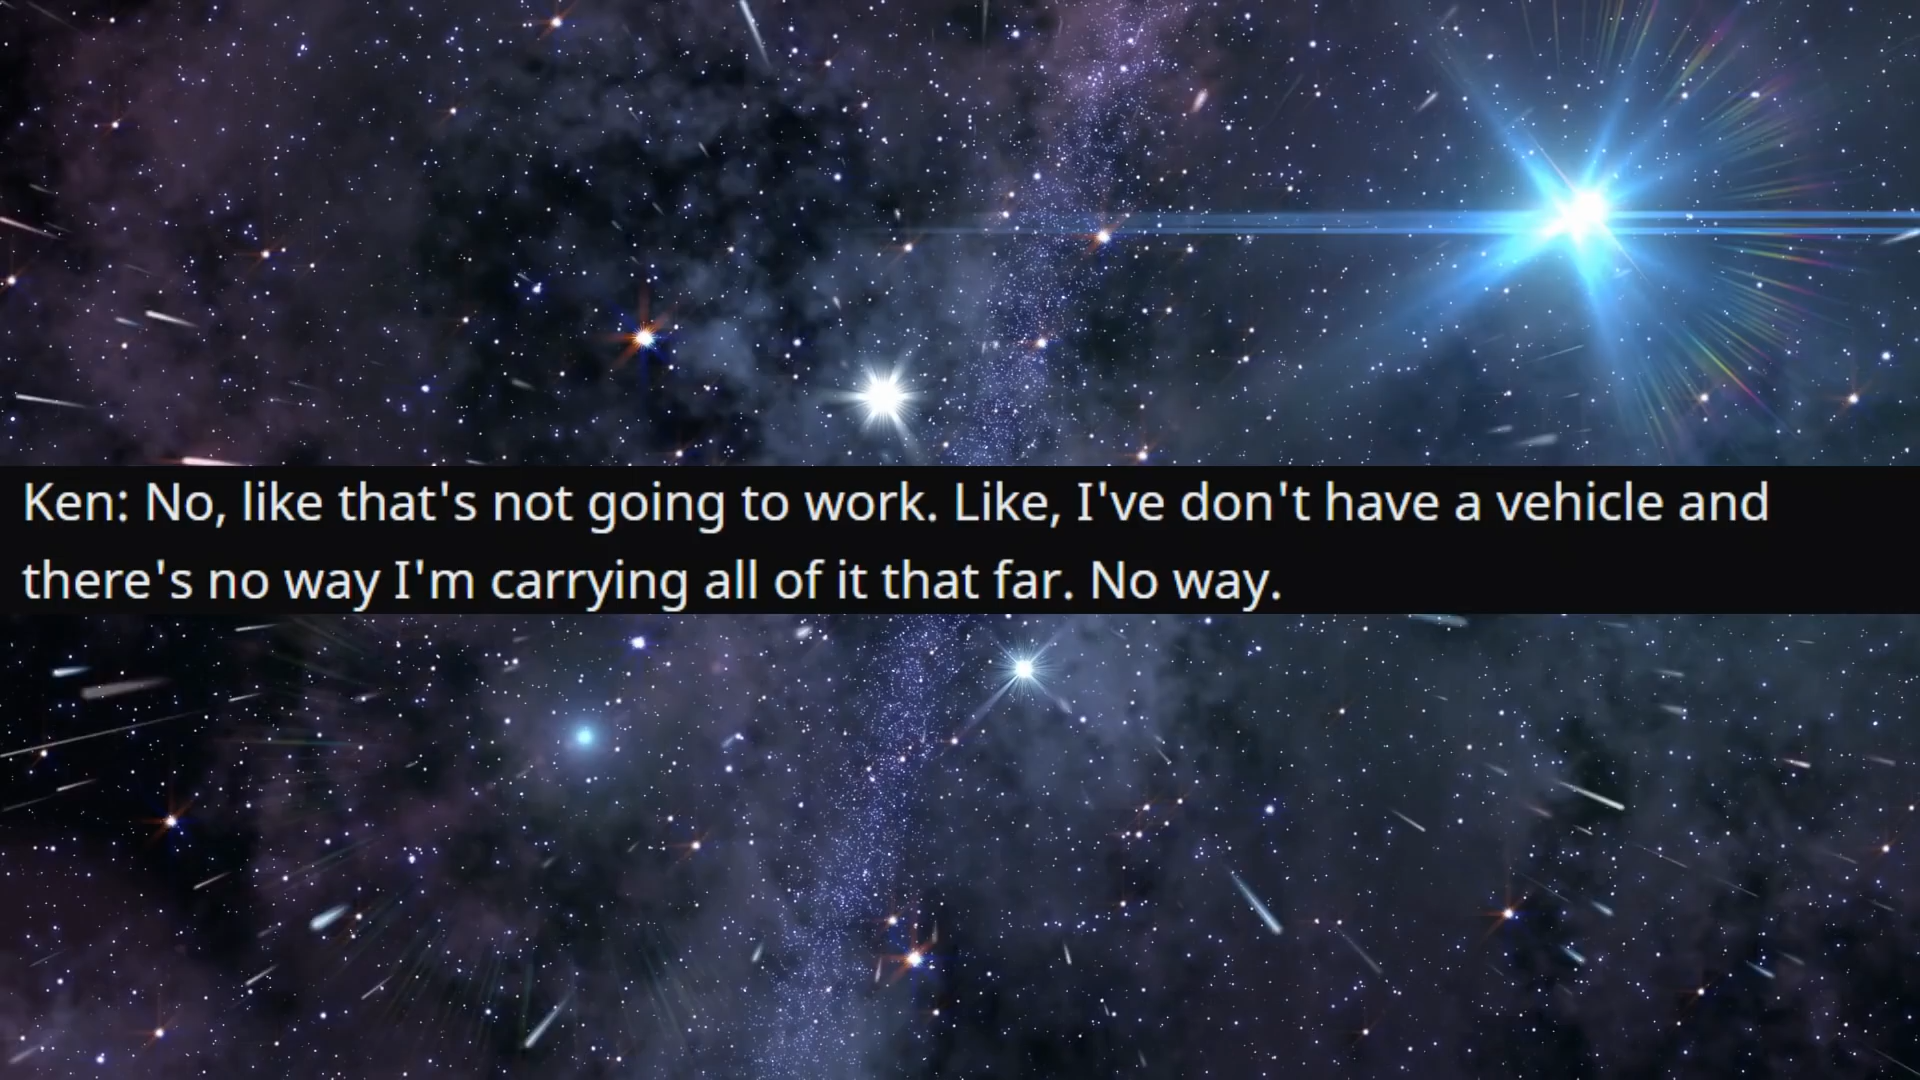 Ken: No, like that's not going to work. Like, I've don't have a vehicle and
there's no way I'm carrying all of it that far. No way.